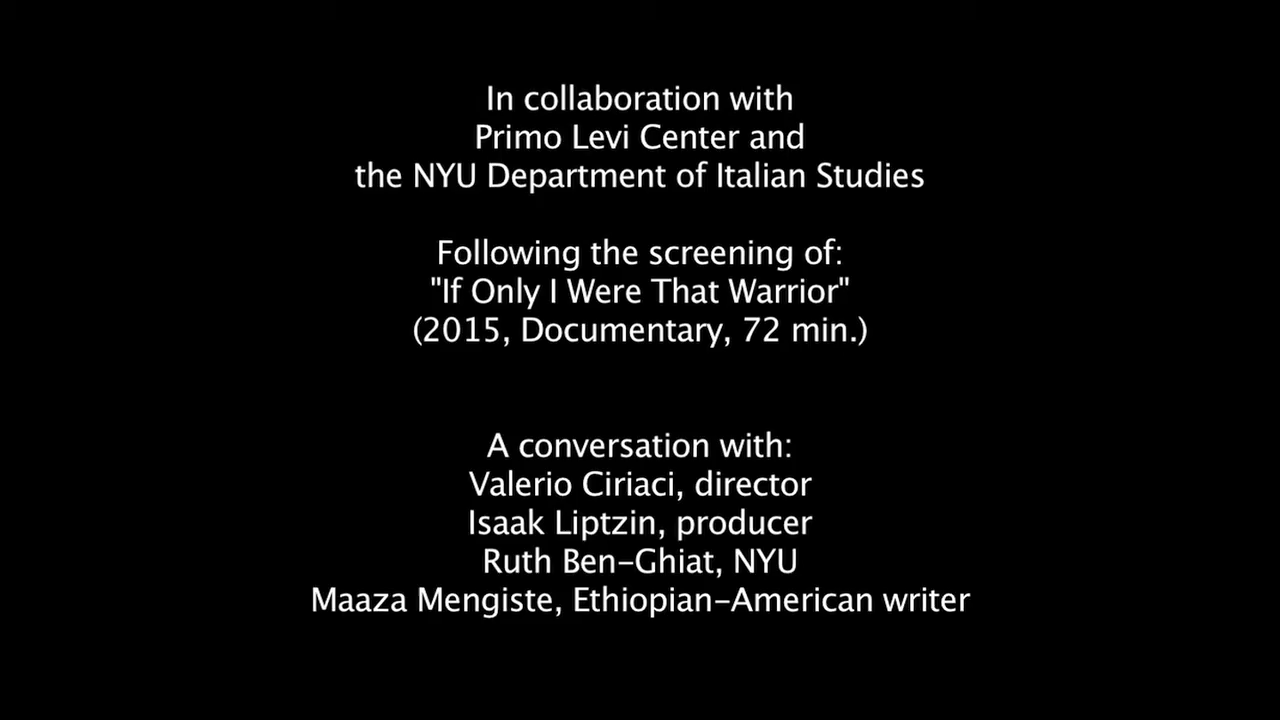 In collaboration with
Primo Levi Center and
the NYU Department of Italian Studies
Following the screening of:
"If Only I Were That Warrior"
(2015, Documentary, 72 min.)
A conversation with:
Valerio Ciriaci, director
Isaak Liptzin, producer
Ruth Ben-Ghiat, NYU
Maaza Mengiste, Ethiopian-American writer